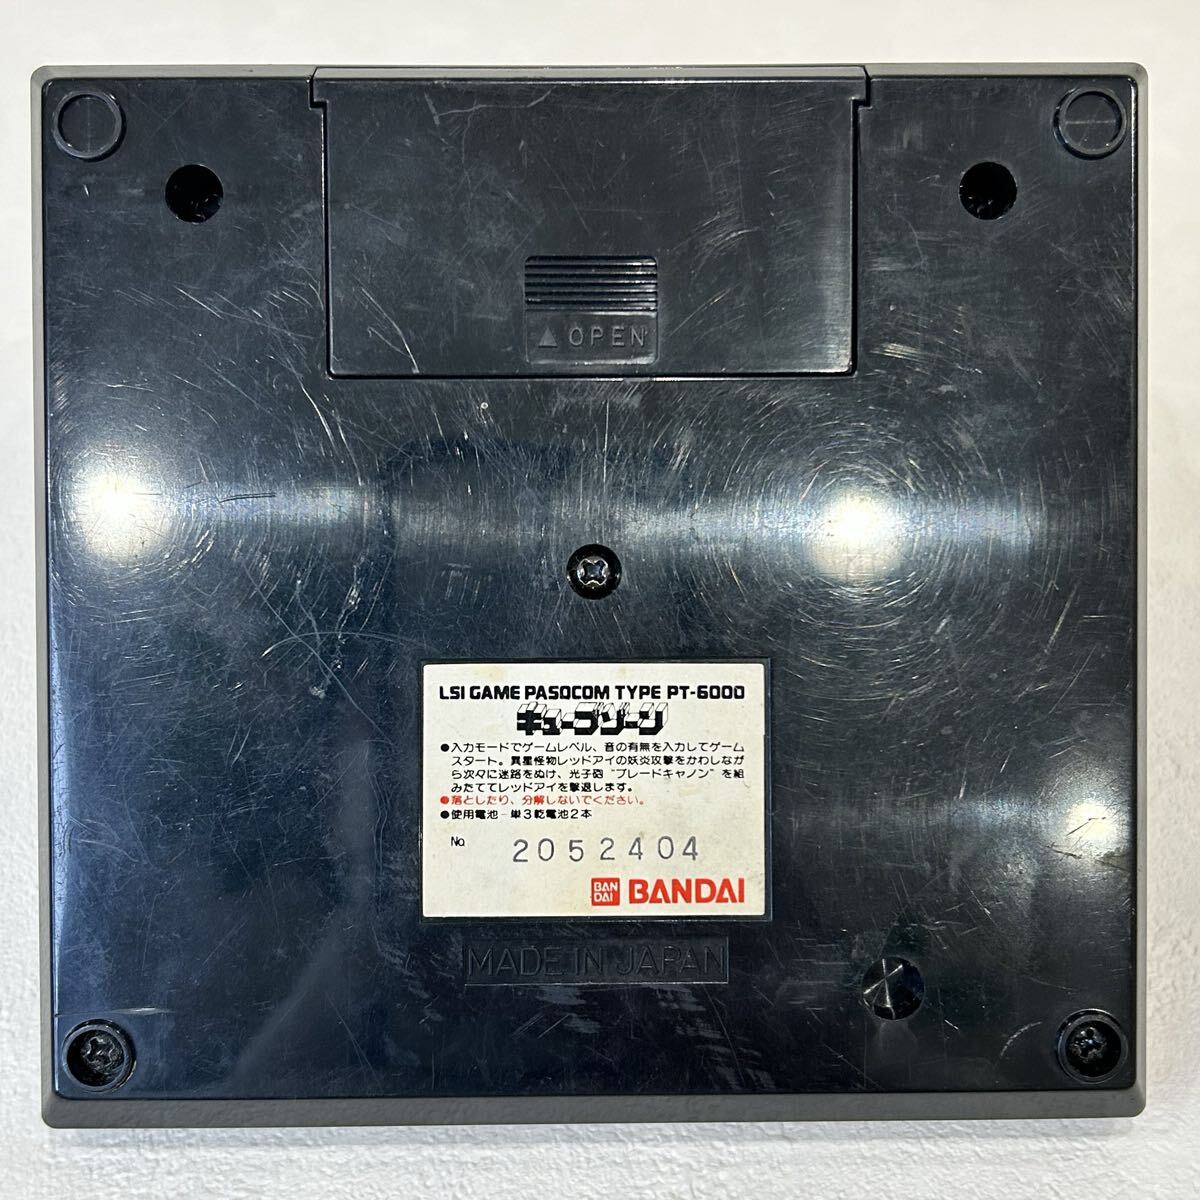 ▲ OPEN
LSI GAME PASOCOM TYPE PT-6000
キューブゾーン
●入力モードでゲームレベル、音の有無を入力してゲーム
スタート。異星怪物レッドアイの妖炎攻撃をかわしなが
ら次々に迷路をぬけ、光子砲“ブレードキャノン”を組
みたててレッドアイを撃退します。
●落としたり、分解しないでください。
●使用電池-単3乾電池2本
No. 2052404
BAN DAI BANDAI
MADE IN JAPAN